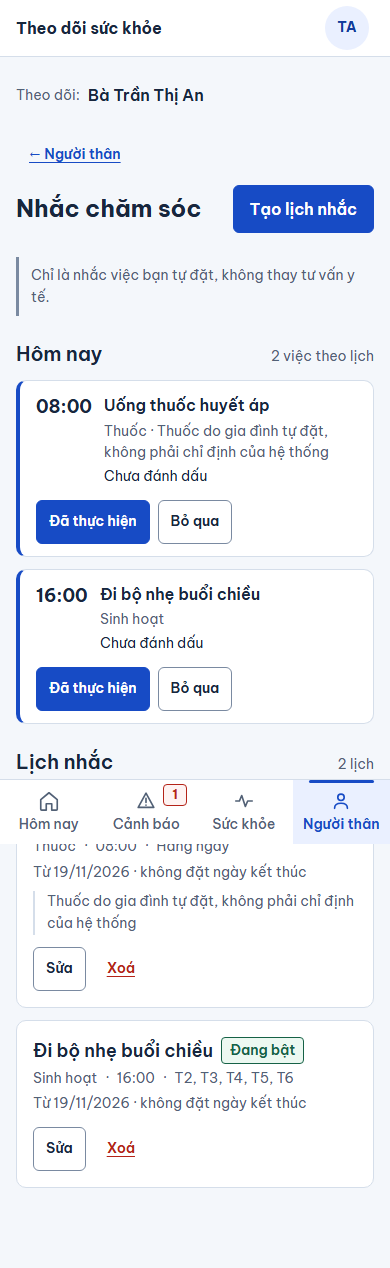 Theo dõi sức khỏe
TA
Theo dõi: Bà Trần Thị An
← Người thân
Nhắc chăm sóc
Tạo lịch nhắc
Chỉ là nhắc việc bạn tự đặt, không thay tư vấn y
tế.
Hôm nay
2 việc theo lịch
08:00 Uống thuốc huyết áp
Thuốc · Thuốc do gia đình tự đặt,
không phải chỉ định của hệ thống
Chưa đánh dấu
Đã thực hiện
Bỏ qua
16:00 Đi bộ nhẹ buổi chiều
Sinh hoạt
Chưa đánh dấu
Đã thực hiện
Bỏ qua
Lịch nhắc
2 lịch
1
Hôm nay
Cảnh báo
Sức khỏe
Người thân
Thuốc · 08:00 · Hằng ngày
Từ 19/11/2026 · không đặt ngày kết thúc
Thuốc do gia đình tự đặt, không phải chỉ định
của hệ thống
Sửa
Xoá
Đi bộ nhẹ buổi chiều
Đang bật
Sinh hoạt · 16:00 · T2, T3, T4, T5, T6
Từ 19/11/2026 · không đặt ngày kết thúc
Sửa
Xoá